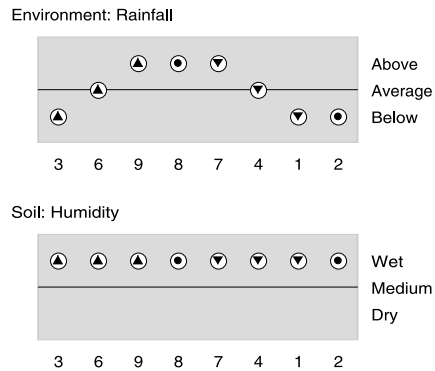 Environment: Rainfall
Above
Average
Below
3 6 9 8 7 4 1 2
Soil: Humidity
Wet
Medium
Dry
3 6 9 8 7 4 1 2